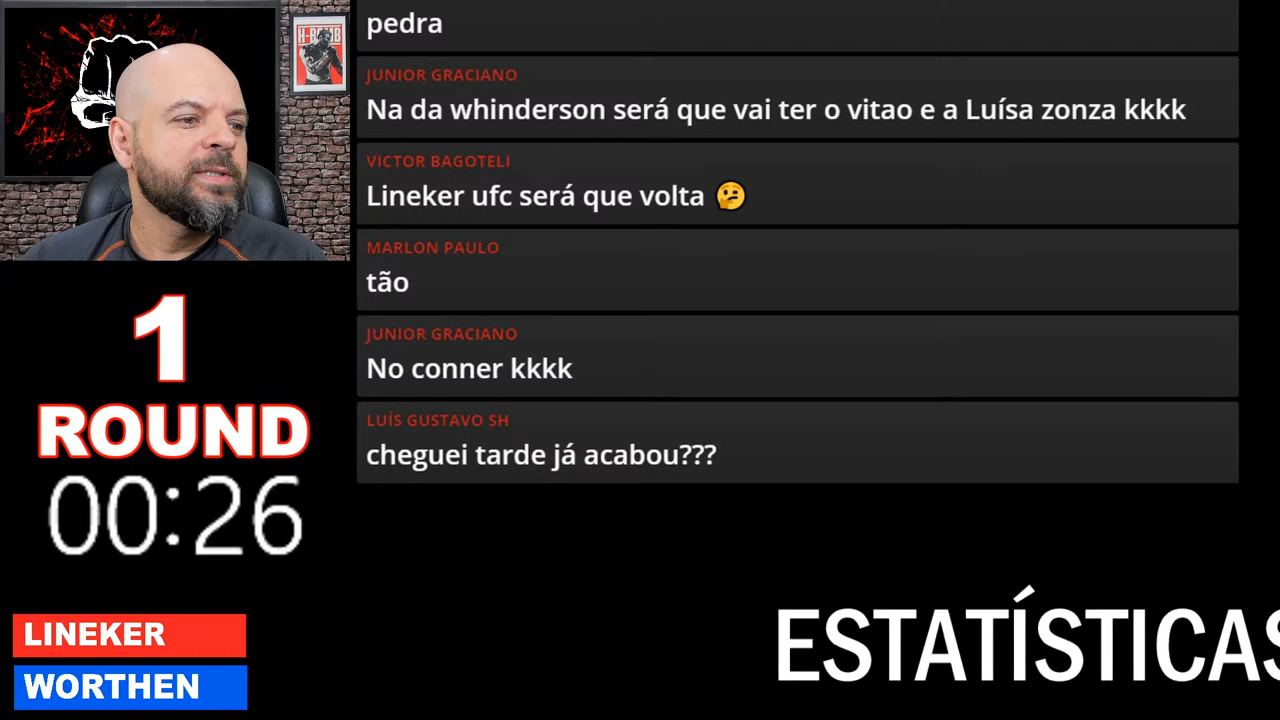 pedra
JUNIOR GRACIANO
Na da whinderson será que vai ter o vitao e a Luísa zonza kkkk
VICTOR BAGOTELI
Lineker ufc será que volta 🤔
MARLON PAULO
tão
JUNIOR GRACIANO
No conner kkkk
LUÍS GUSTAVO SH
cheguei tarde já acabou???
H-BOMB
1
ROUND
00:26
LINEKER
WORTHEN
ESTATÍSTICAS